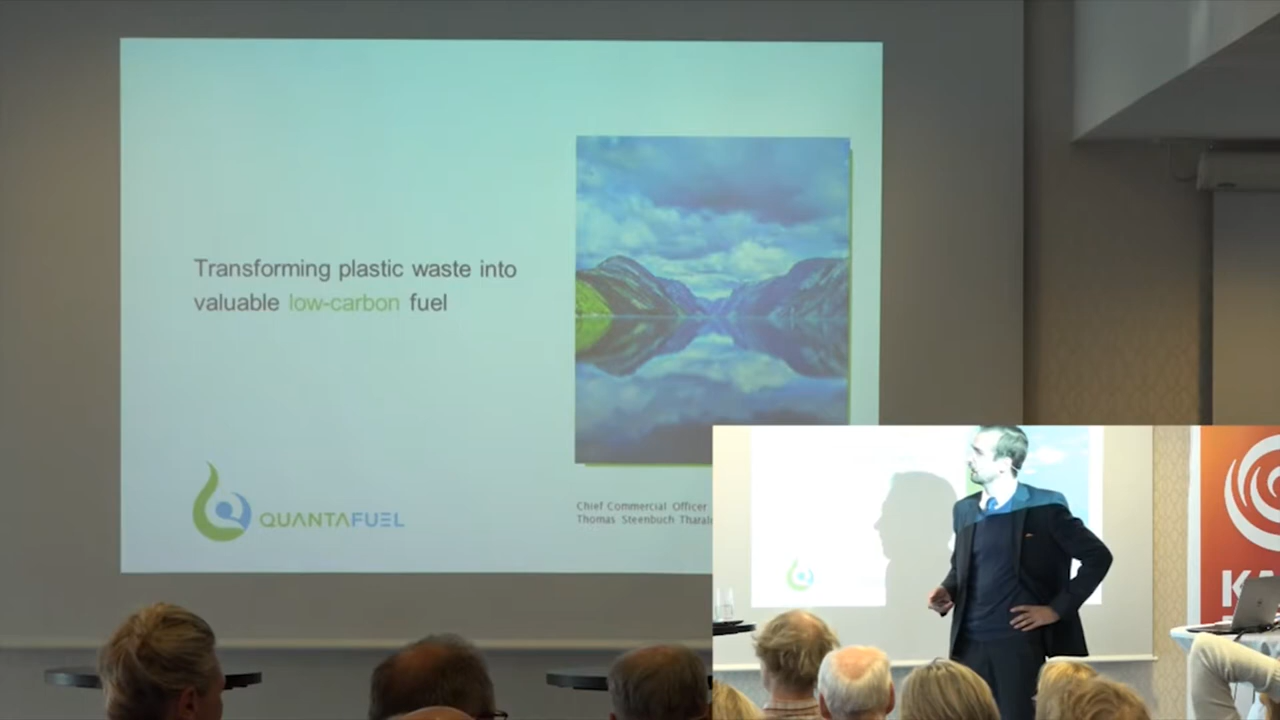 Transforming plastic waste into
valuable low-carbon fuel
QUANTAFUEL
Chief Commercial Officer
Thomas Steenbuch